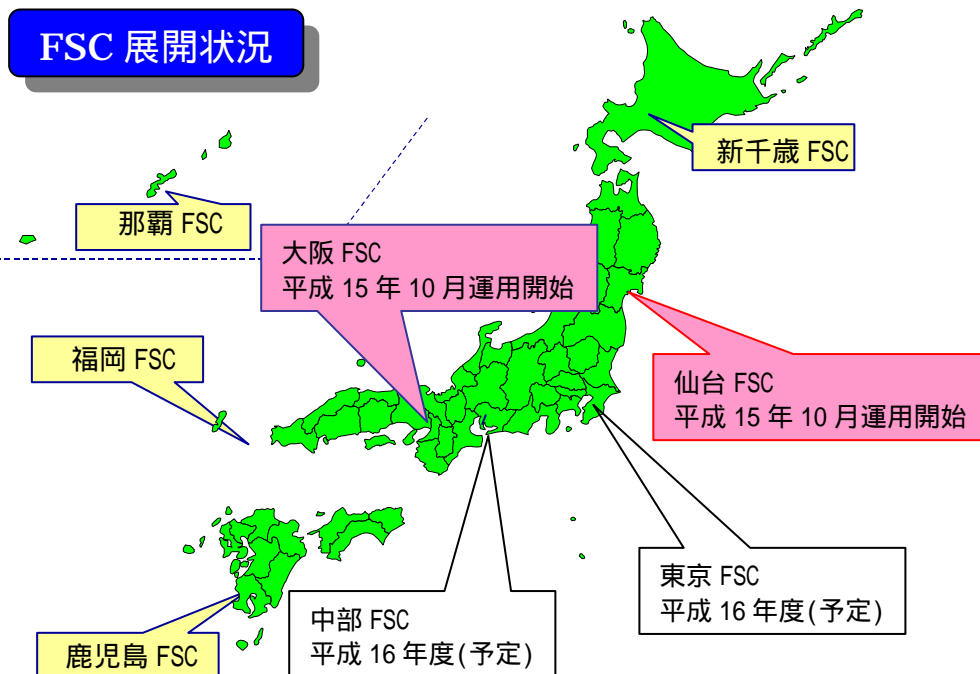 FSC 展開状況
新千歳 FSC
那覇 FSC
大阪 FSC
平成 15 年 10 月運用開始
福岡 FSC
仙台 FSC
平成 15 年 10 月運用開始
東京 FSC
平成 16 年度(予定)
中部 FSC
平成 16 年度(予定)
鹿児島 FSC